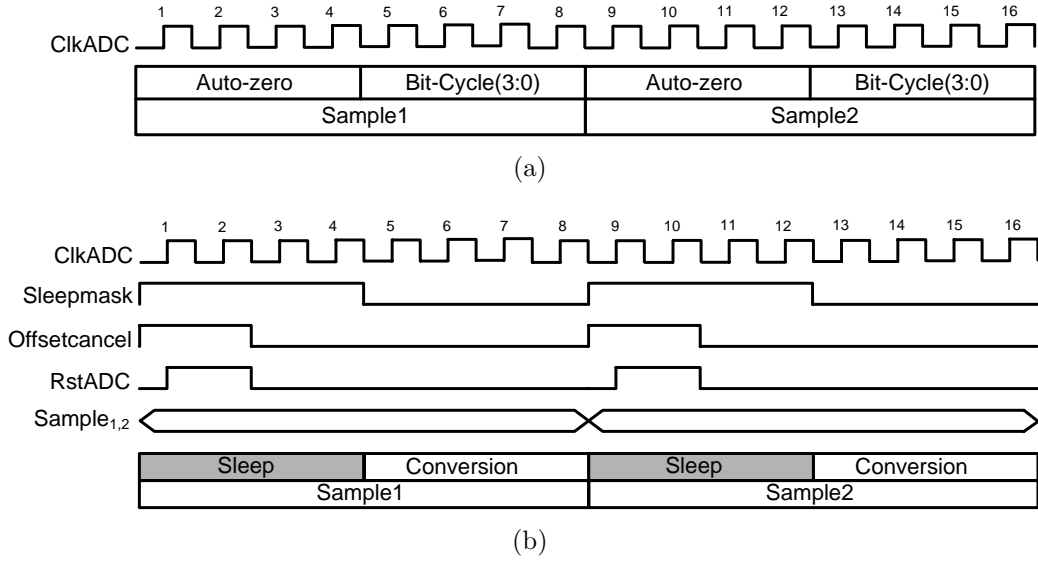 1 2 3 4 5 6 7 8 9 10 11 12 13 14 15 16
ClkADC
Auto-zero Bit-Cycle(3:0) Auto-zero Bit-Cycle(3:0)
Sample1 Sample2
(a)
1 2 3 4 5 6 7 8 9 10 11 12 13 14 15 16
ClkADC
Sleepmask
Offsetcancel
RstADC
Sample1,2
Sleep Conversion Sleep Conversion
Sample1 Sample2
(b)